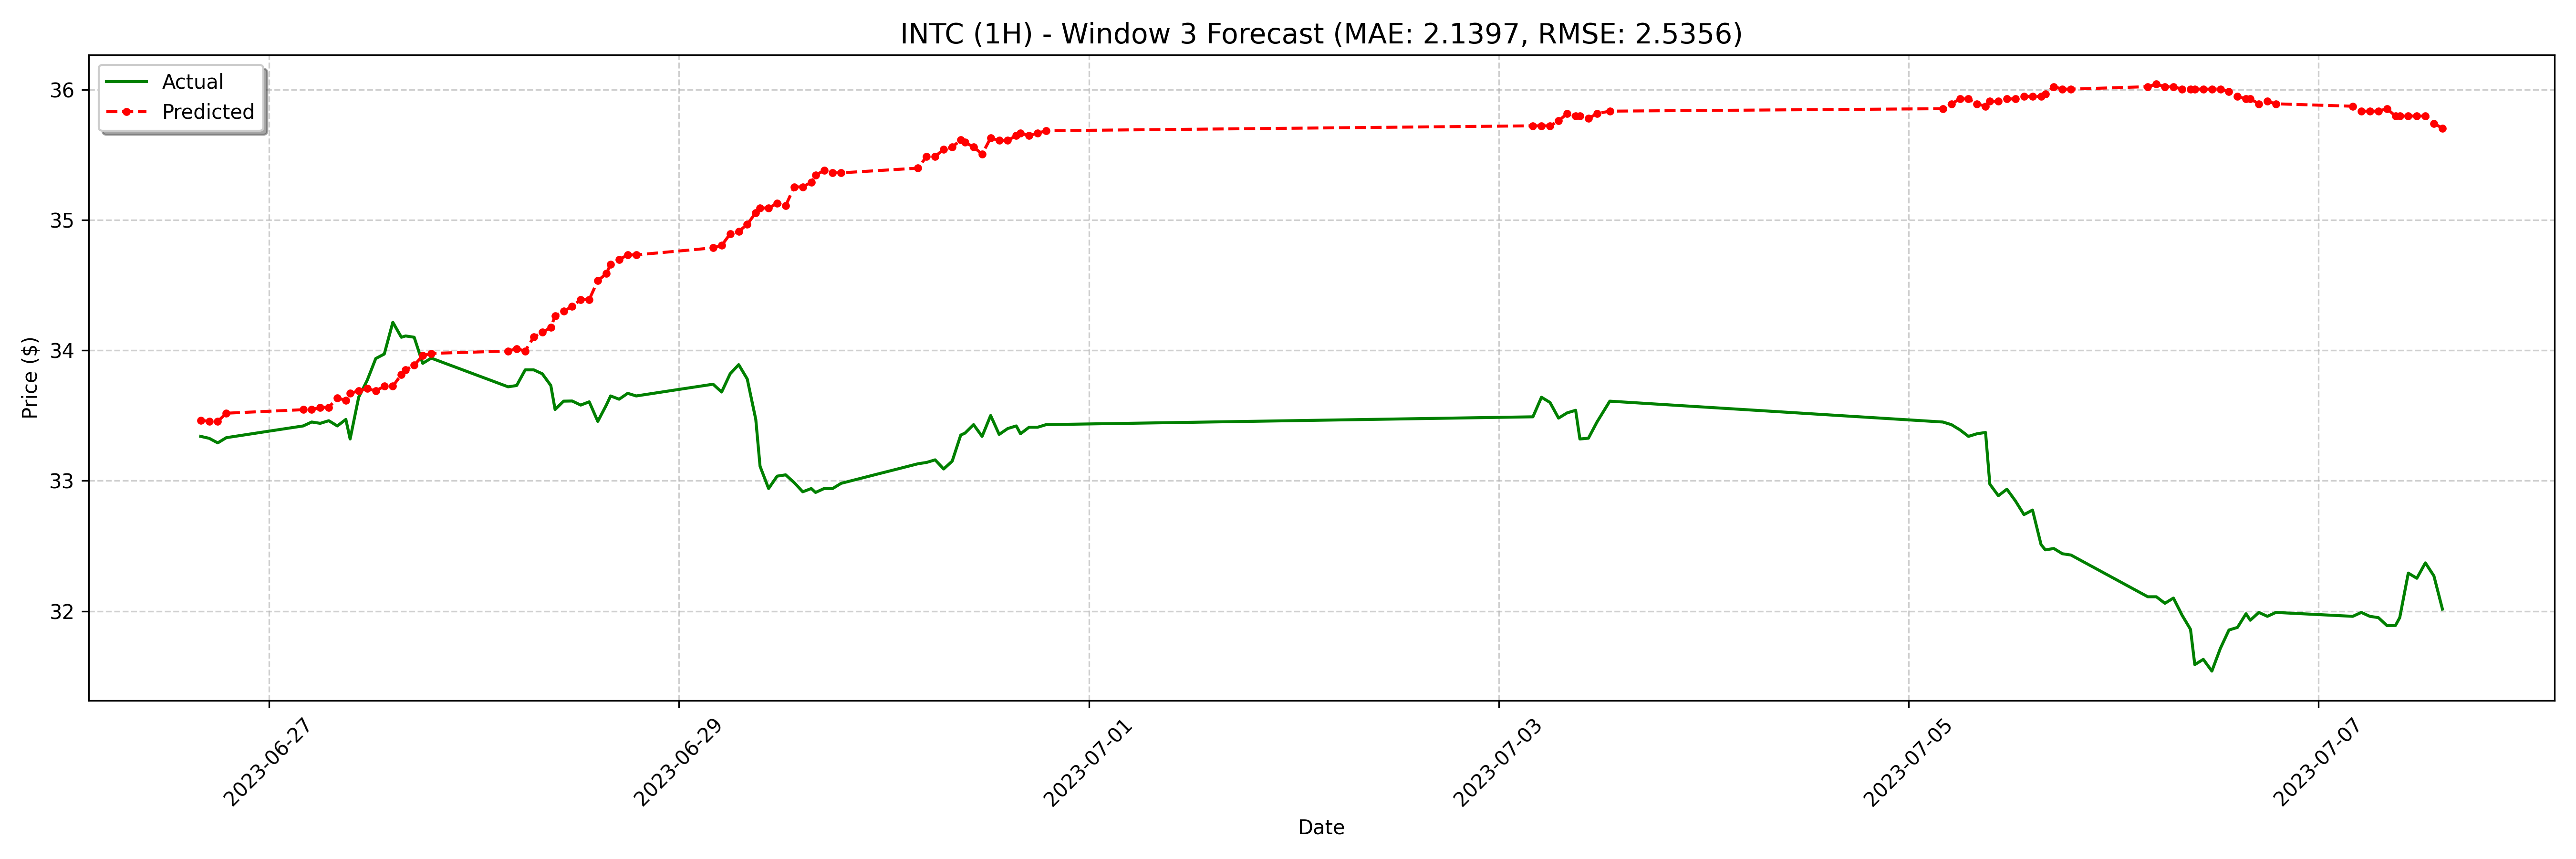 INTC (1H) - Window 3 Forecast (MAE: 2.1397, RMSE: 2.5356)
Actual
Predicted
Price ($)
36
35
34
33
32
2023-06-27
2023-06-29
2023-07-01
2023-07-03
2023-07-05
2023-07-07
Date